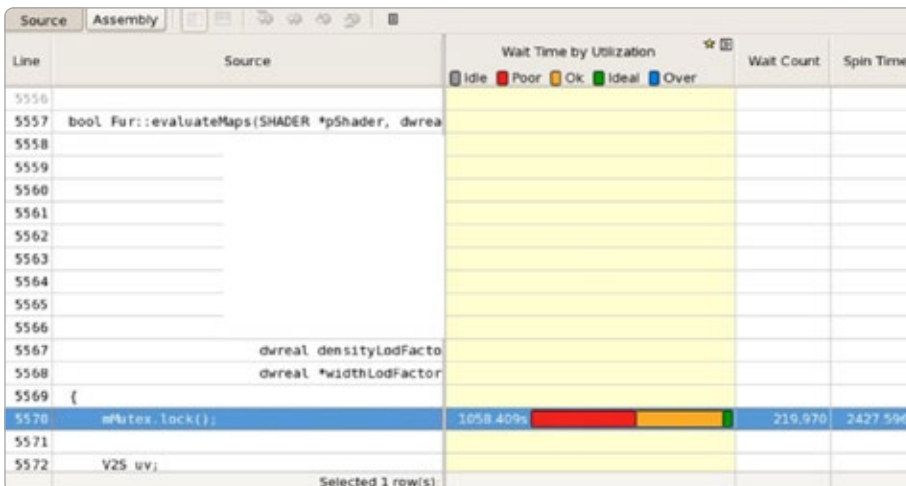 Source Assembly
Line Source Wait Time by Utilization Wait Count Spin Time
Idle Poor Ok Ideal Over
5556
5557 bool Fur::evaluateMaps(SHADER *pShader, dwrea
5558
5559
5560
5561
5562
5563
5564
5565
5566
5567 dwreal densityLodFacto
5568 dwreal *widthLodFactor
5569 {
5570 mMutex.lock(); 1058.409s 219,970 2427.596
5571
5572 V2S uv;
Selected 1 row(s):